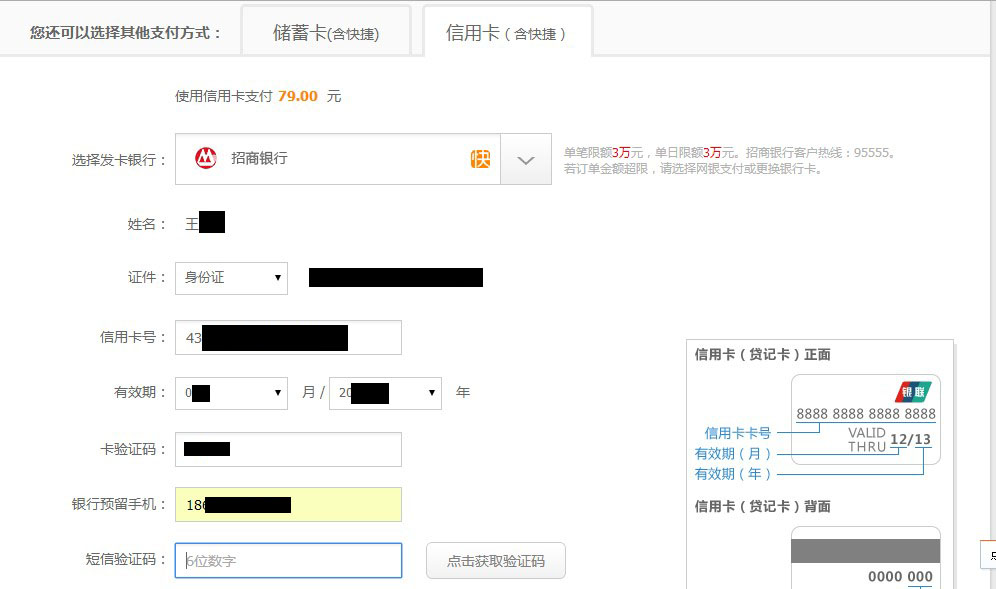 您还可以选择其他支付方式：
储蓄卡(含快捷)
信用卡（含快捷）
使用信用卡支付 79.00 元
选择发卡银行：
招商银行
快
单笔限额3万元，单日限额3万元。招商银行客户热线：95555。
若订单金额超限，请选择网银支付或更换银行卡。
姓名：
王
证件：
身份证
信用卡号：
43
有效期：
0
月 /
20
年
卡验证码：
银行预留手机：
186
短信验证码：
6位数字
点击获取验证码
信用卡（贷记卡）正面
银联
8888 8888 8888 8888
信用卡卡号
VALID
THRU
12/13
有效期（月）
有效期（年）
信用卡（贷记卡）背面
0000 000